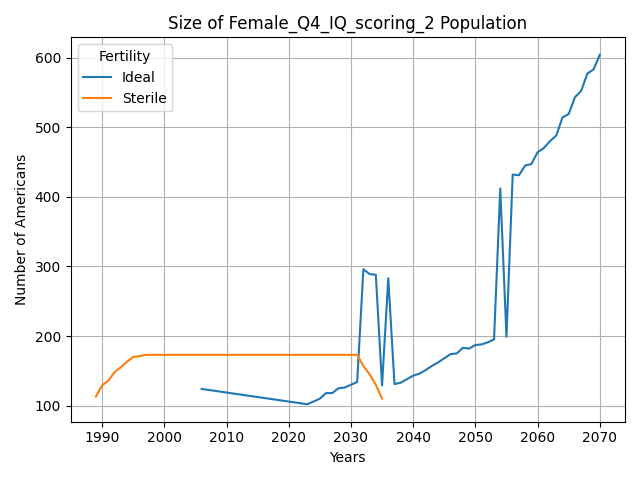 Size of Female_Q4_IQ_scoring_2 Population
Fertility
Ideal
Sterile
Number of Americans
600
500
400
300
200
100
1990 2000 2010 2020 2030 2040 2050 2060 2070
Years